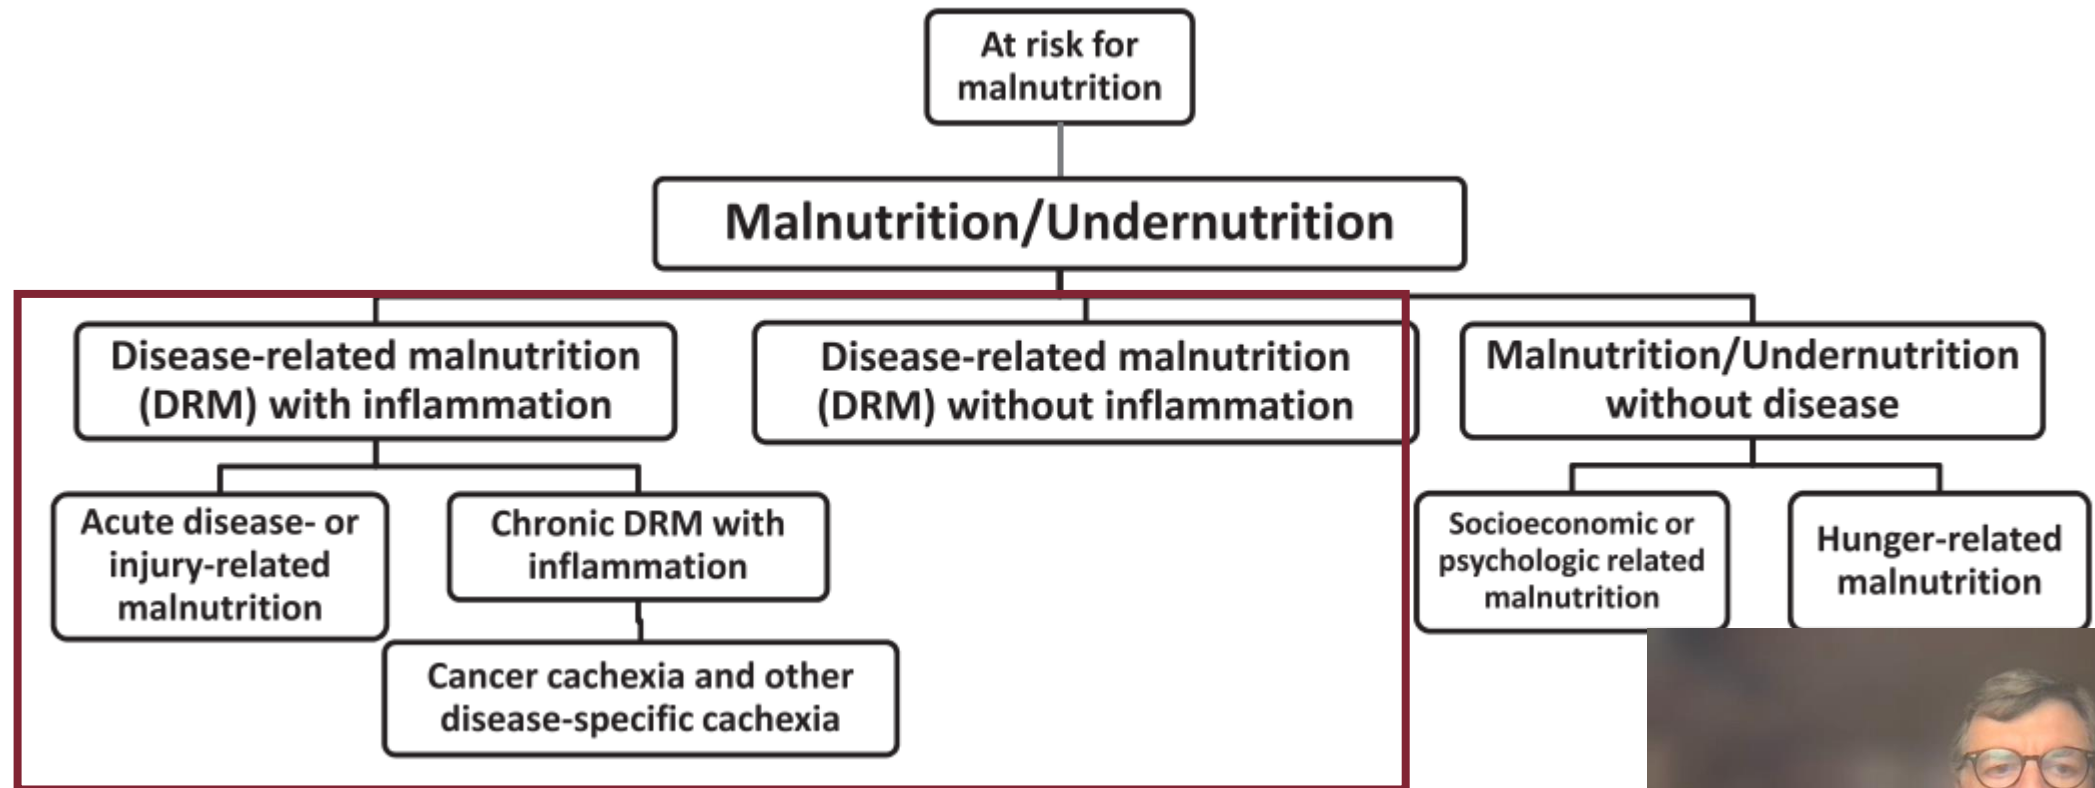 At risk for
malnutrition
Malnutrition/Undernutrition
Disease-related malnutrition
(DRM) with inflammation
Disease-related malnutrition
(DRM) without inflammation
Malnutrition/Undernutrition
without disease
Acute disease- or
injury-related
malnutrition
Chronic DRM with
inflammation
Socioeconomic or
psychologic related
malnutrition
Hunger-related
malnutrition
Cancer cachexia and other
disease-specific cachexia